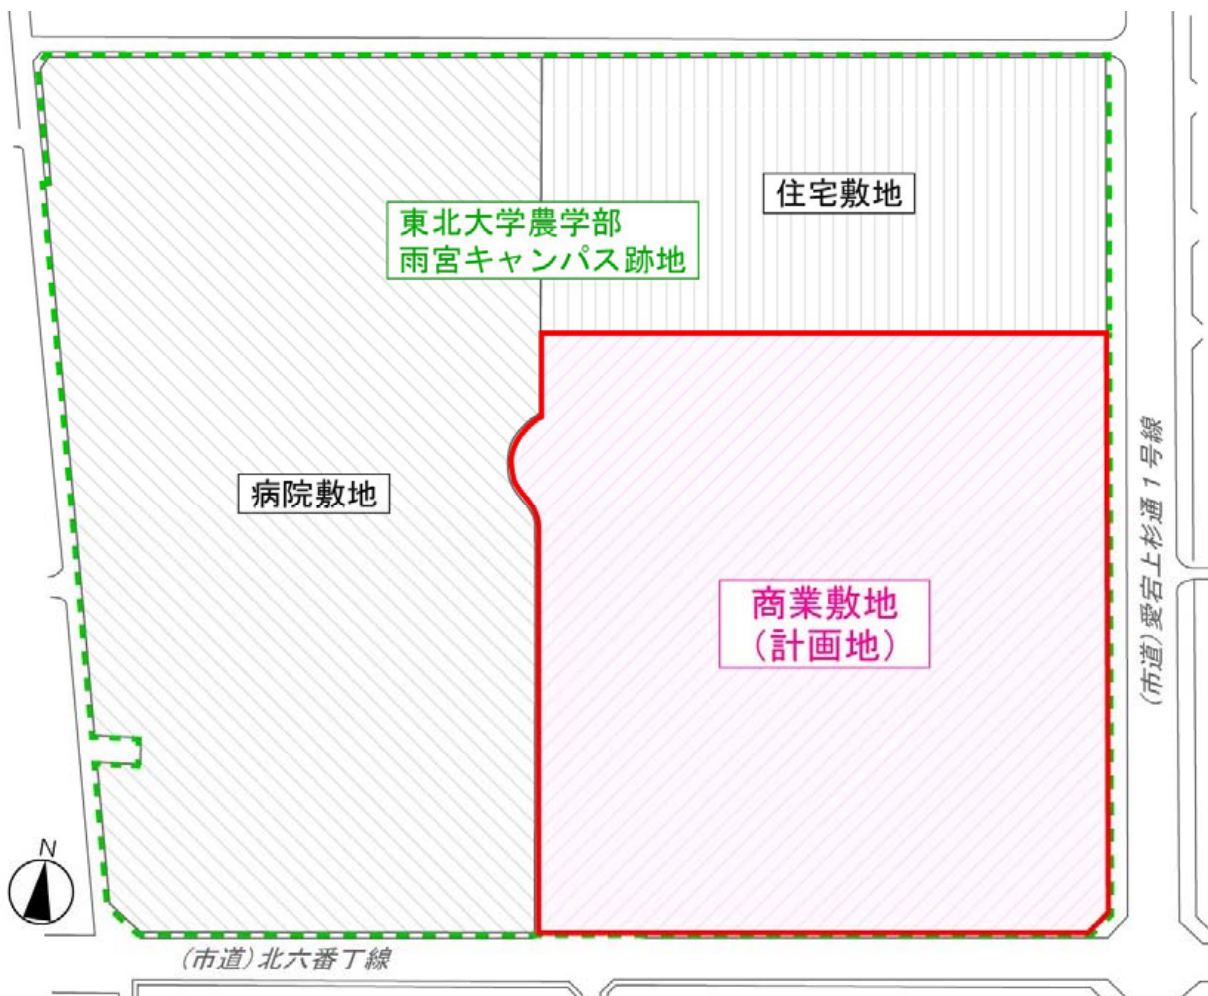 住宅敷地
東北大学農学部
雨宮キャンパス跡地
病院敷地
(市道)愛宕上杉通1号線
商業敷地
(計画地)
N
(市道)北六番丁線